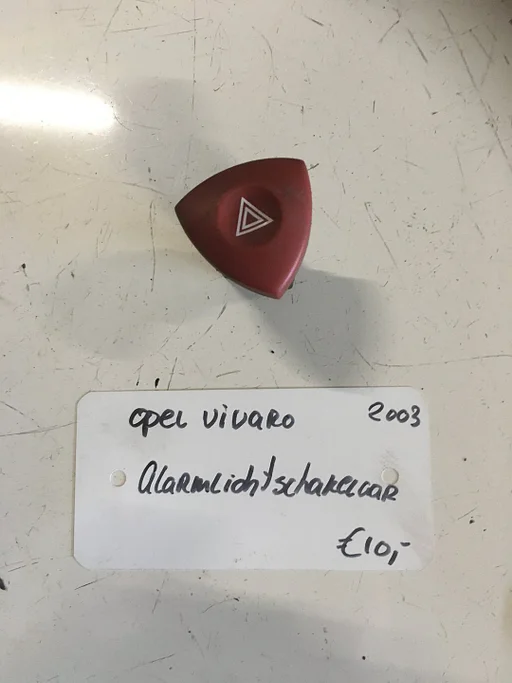 Opel Vivaro 2003
Alarmlichtschakelaar
€10,-